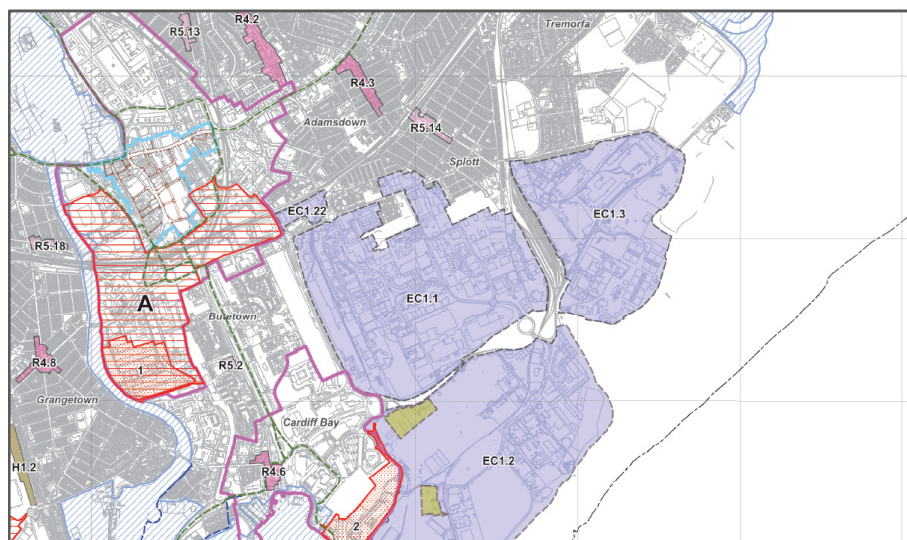 R5.13
R4.2
Tremorfa
R4.3
Adamsdown
R5.14
Splott
EC1.22
EC1.3
R5.18
EC1.1
A
Butetown
R4.8
1
R5.2
Grangetown
Cardiff Bay
EC1.2
H1.2
R4.6
2